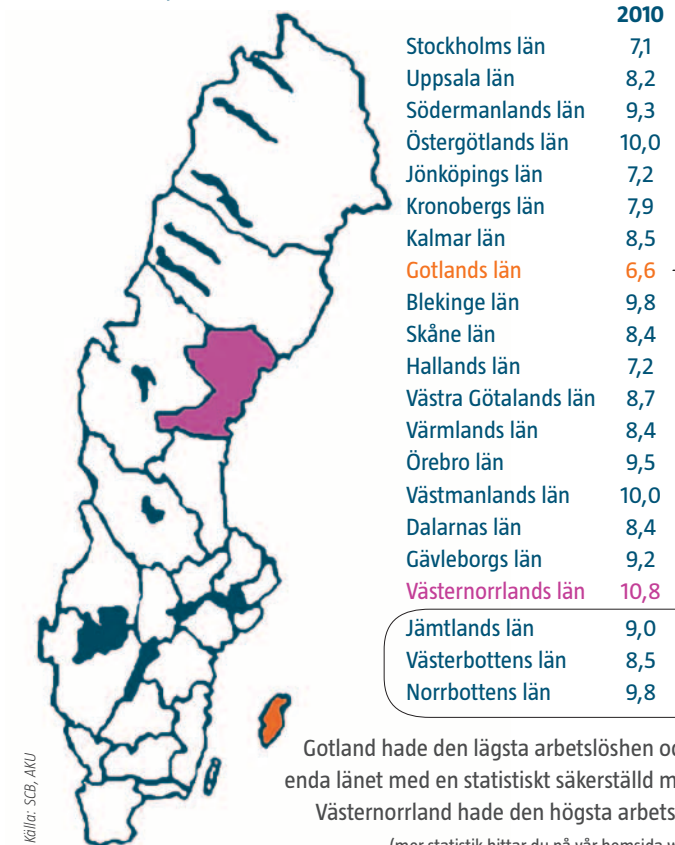 2010
Stockholms län 7,1
Uppsala län 8,2
Södermanlands län 9,3
Östergötlands län 10,0
Jönköpings län 7,2
Kronobergs län 7,9
Kalmar län 8,5
Gotlands län 6,6
Blekinge län 9,8
Skåne län 8,4
Hallands län 7,2
Västra Götalands län 8,7
Värmlands län 8,4
Örebro län 9,5
Västmanlands län 10,0
Dalarnas län 8,4
Gävleborgs län 9,2
Västernorrlands län 10,8
Jämtlands län 9,0
Västerbottens län 8,5
Norrbottens län 9,8
Gotland hade den lägsta arbetslöshen oc
enda länet med en statistiskt säkerställd m
Västernorrland hade den högsta arbets
Källa: SCB, AKU